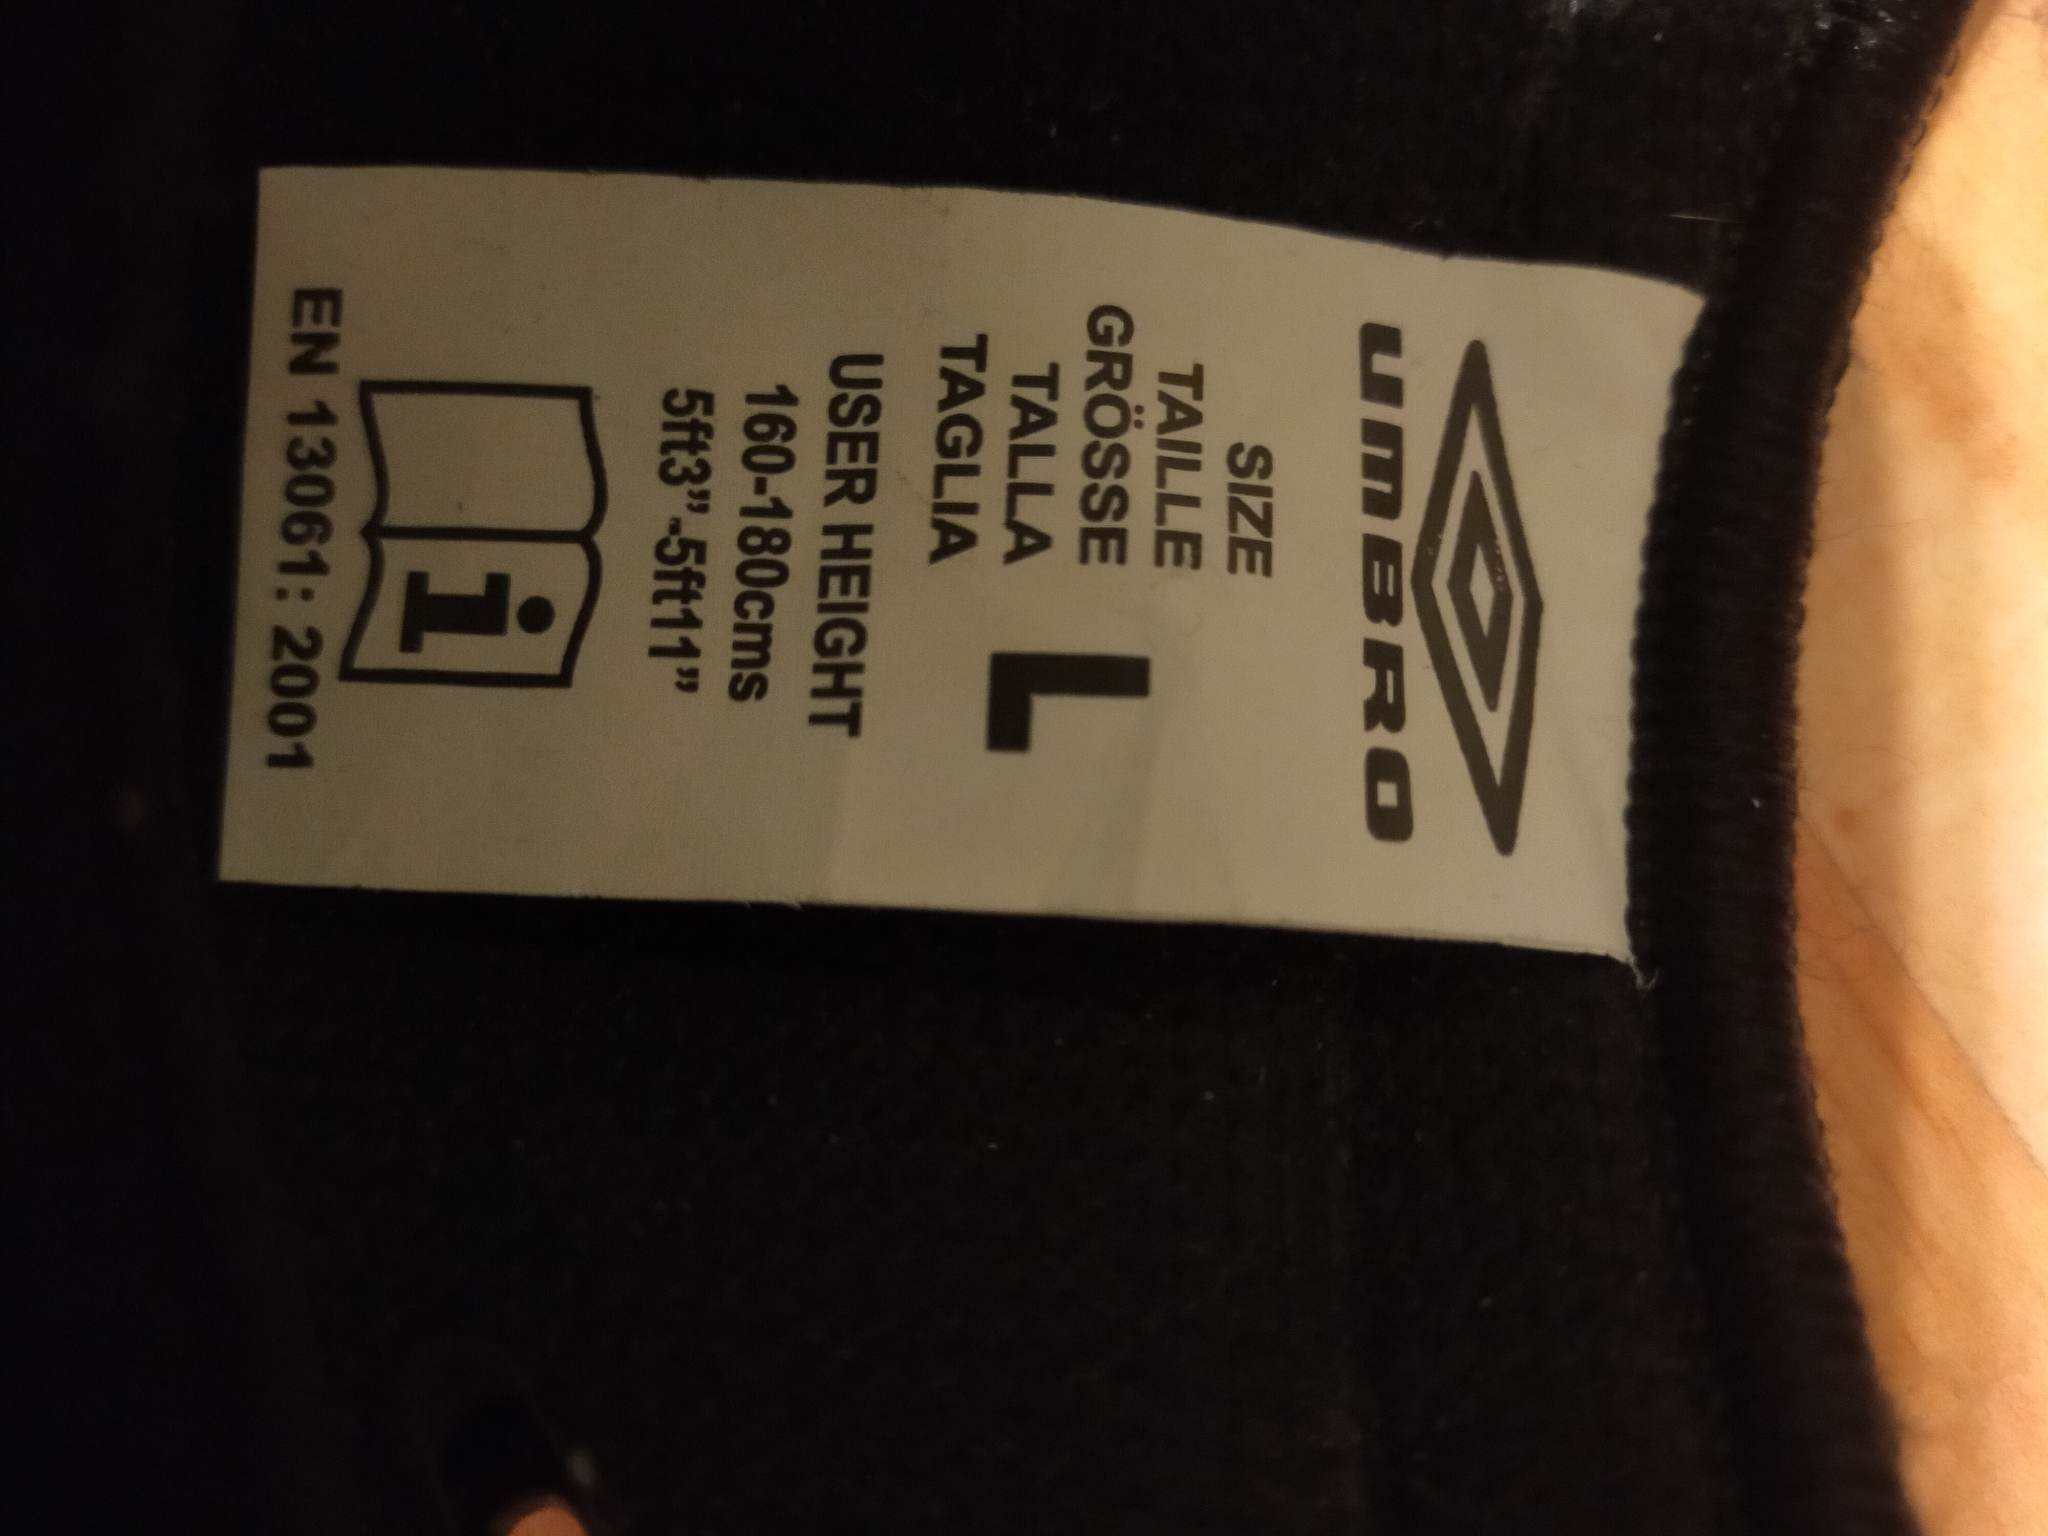 UMBRO
SIZE
TAILLE
GRÖSSE
TALLA
TAGLIA
L
USER HEIGHT
160-180cms
5ft3”-5ft11”
i
EN 13061: 2001